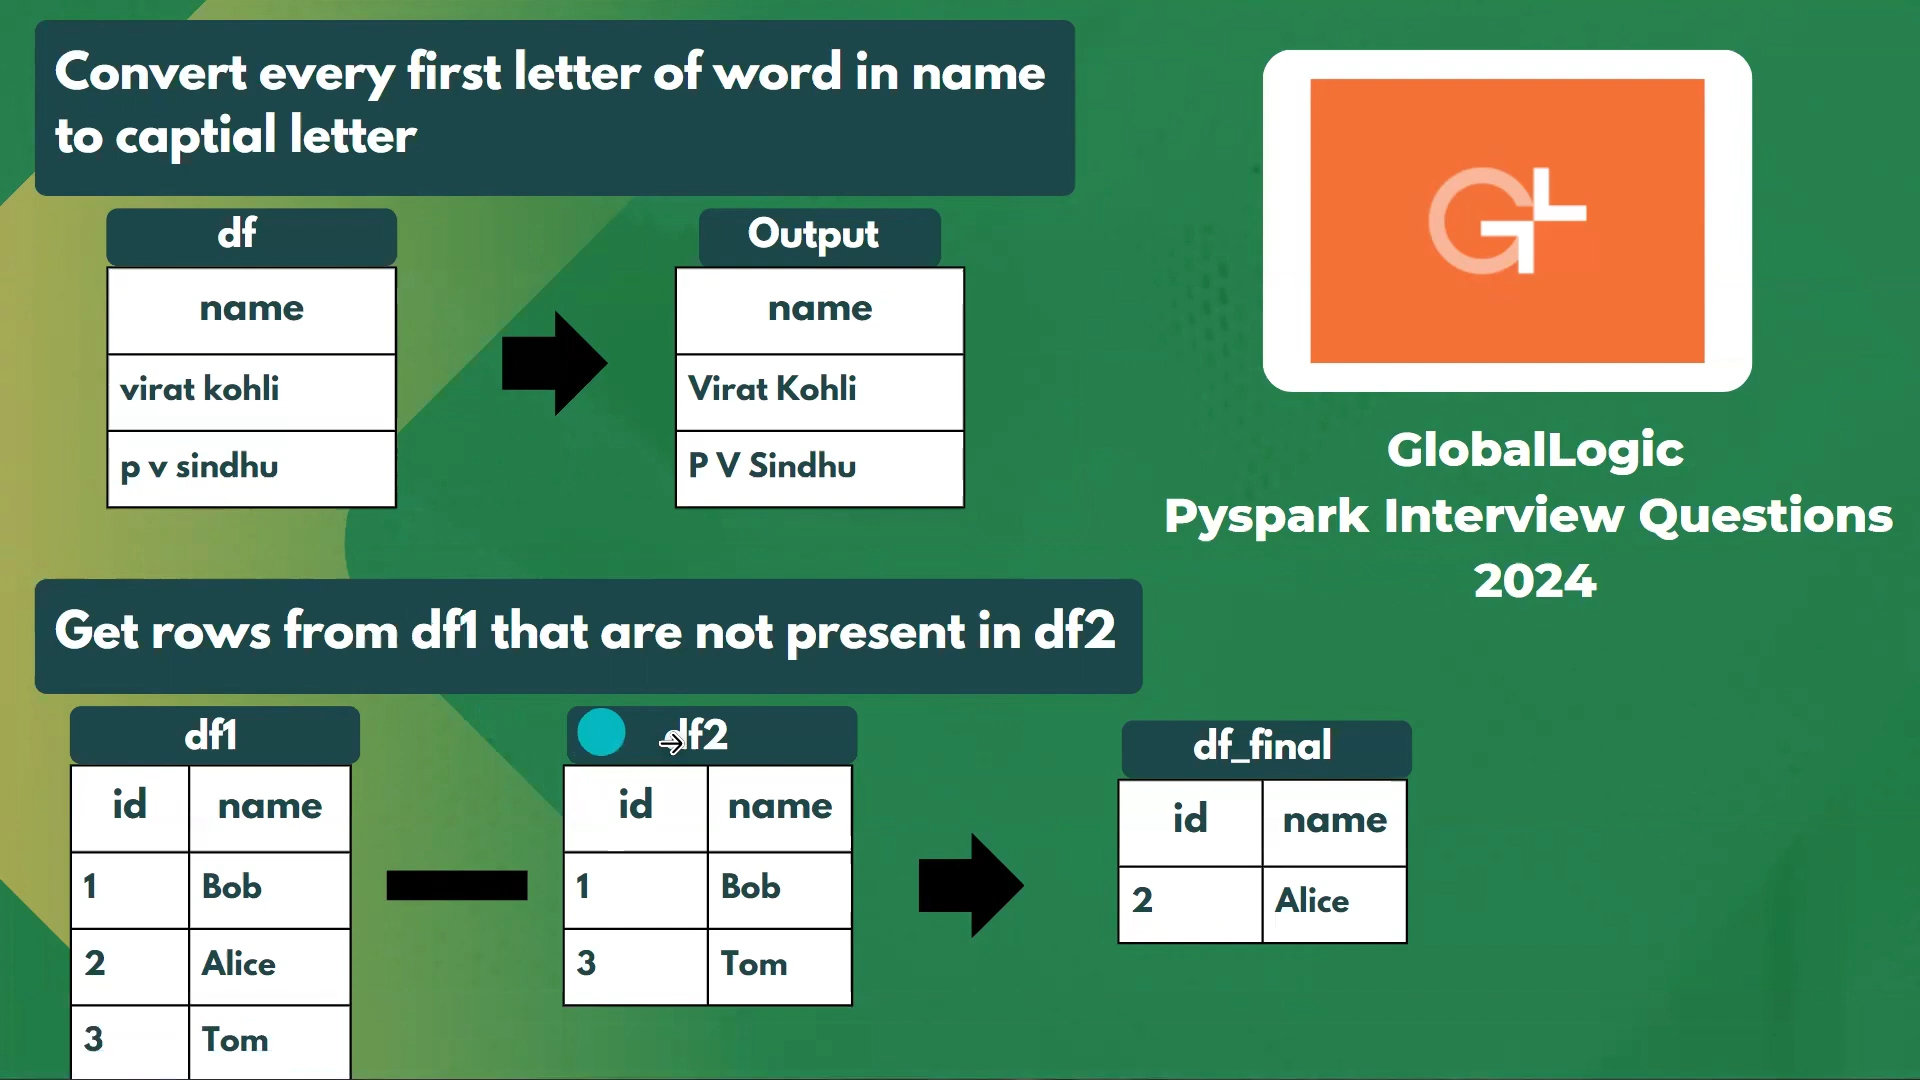 Convert every first letter of word in name
to captial letter
df
name
virat kohli
p v sindhu
Output
name
Virat Kohli
P V Sindhu
GL
GlobalLogic
Pyspark Interview Questions
2024
Get rows from df1 that are not present in df2
df1
id name
1 Bob
2 Alice
3 Tom
df2
id name
1 Bob
3 Tom
df_final
id name
2 Alice